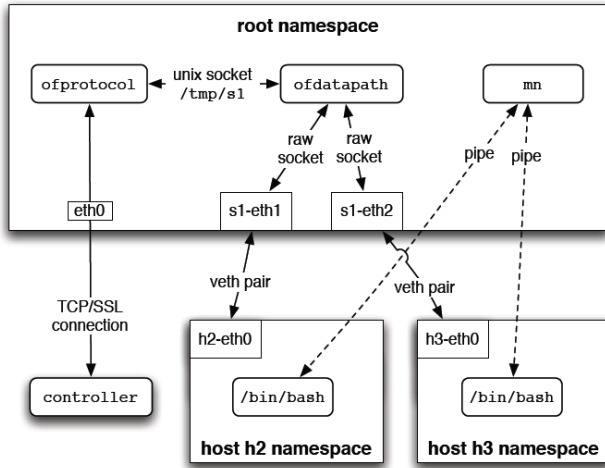 root namespace
ofprotocol
unix socket
/tmp/s1
ofdatapath
mn
raw
socket
raw
socket
pipe
pipe
eth0
s1-eth1
s1-eth2
veth pair
veth pair
TCP/SSL
connection
h2-eth0
h3-eth0
controller
/bin/bash
/bin/bash
host h2 namespace
host h3 namespace